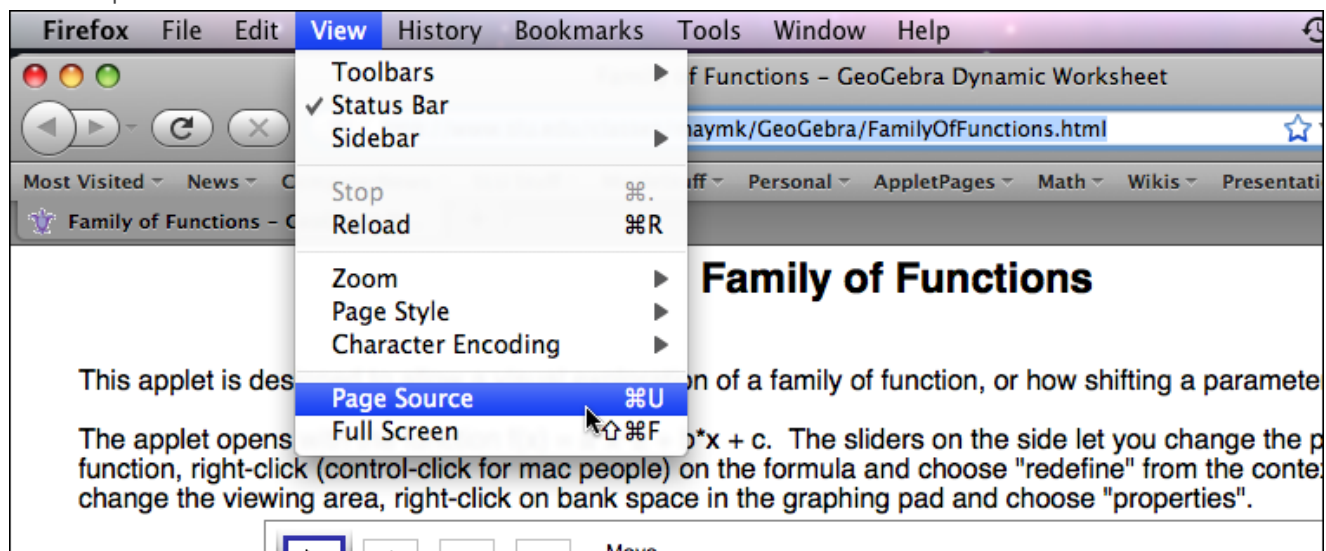 Firefox File Edit View History Bookmarks Tools Window Help
f Functions – GeoGebra Dynamic Worksheet
aymk/GeoGebra/FamilyOfFunctions.html
Most Visited News C uff Personal AppletPages Math Wikis Presentati
Family of Functions – G
Toolbars
✓ Status Bar
Sidebar
Stop ⌘.
Reload ⌘R
Zoom
Page Style
Character Encoding
Page Source ⌘U
Full Screen ⇧⌘F
Family of Functions
This applet is des on of a family of function, or how shifting a paramete
The applet opens *x + c. The sliders on the side let you change the p
function, right-click (control-click for mac people) on the formula and choose "redefine" from the conte
change the viewing area, right-click on bank space in the graphing pad and choose "properties".
Move